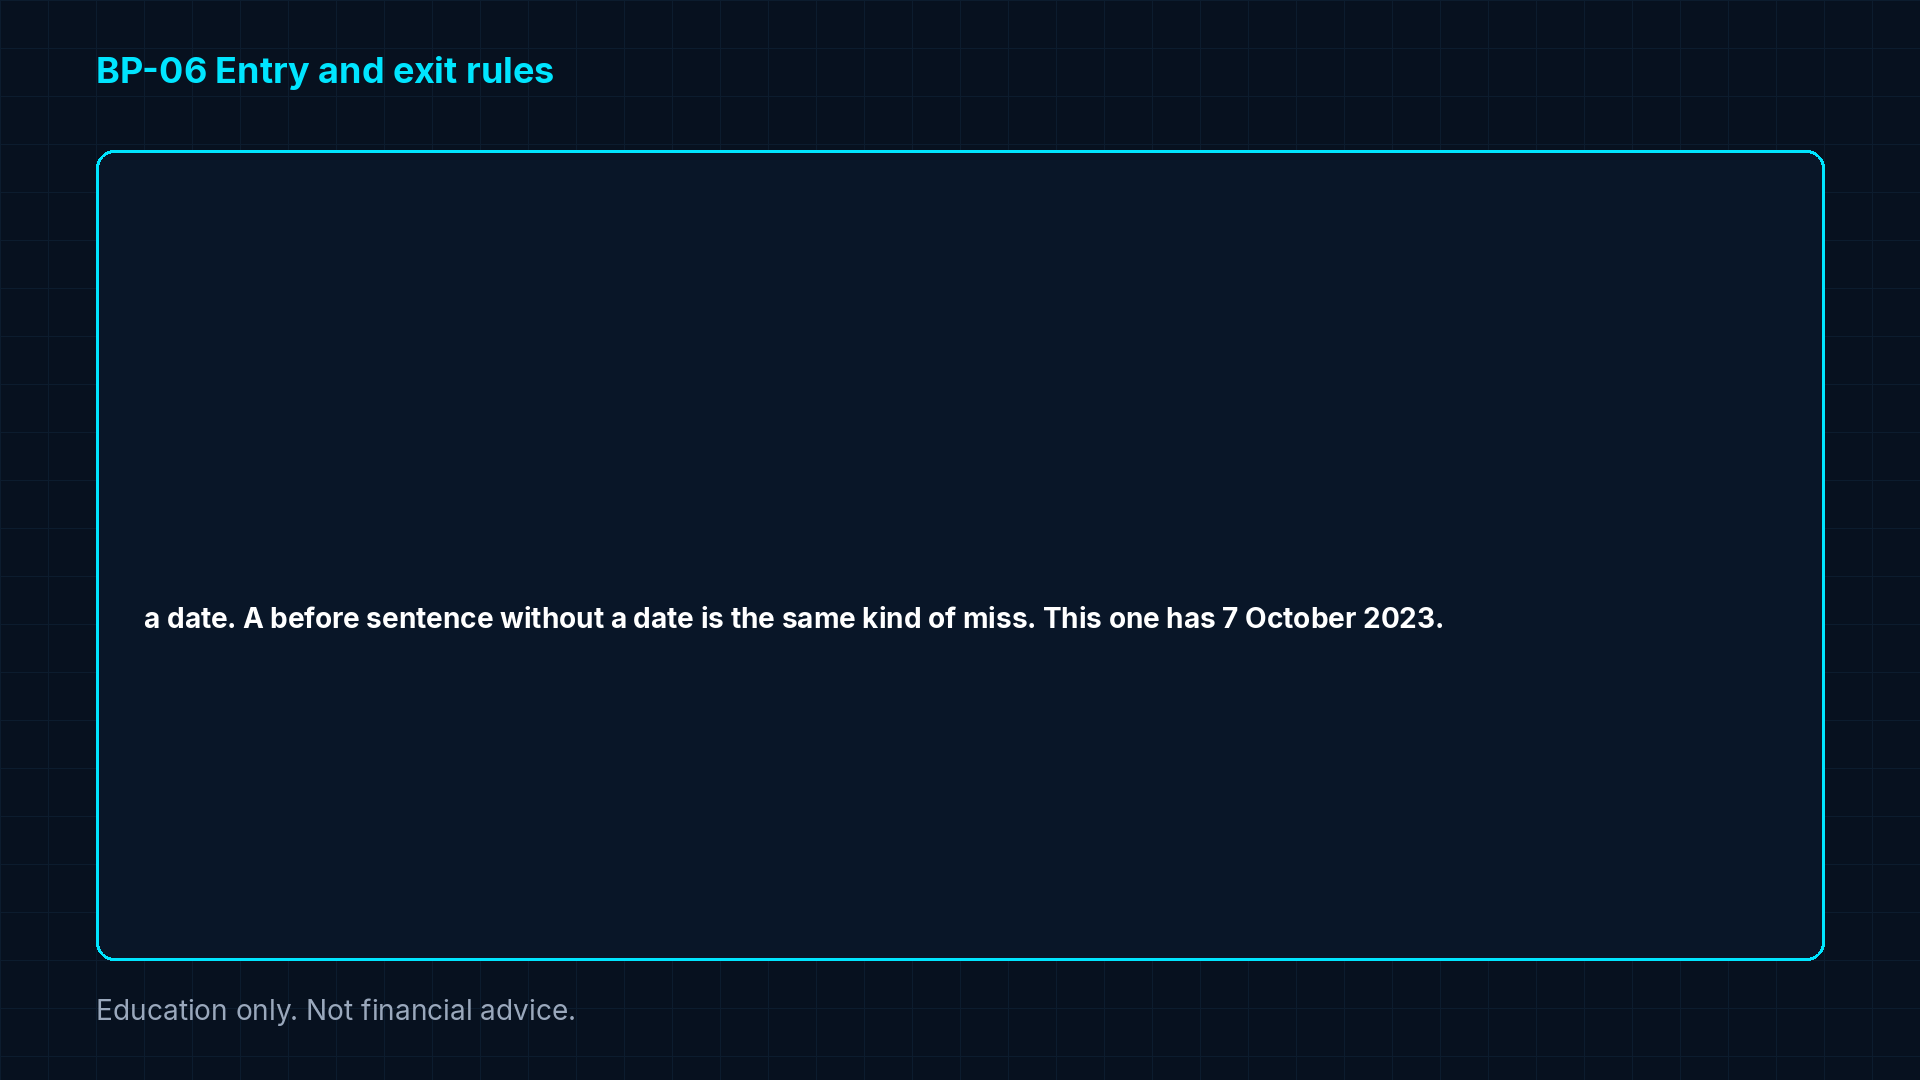 BP-06 Entry and exit rules
a date. A before sentence without a date is the same kind of miss. This one has 7 October 2023.
Education only. Not financial advice.